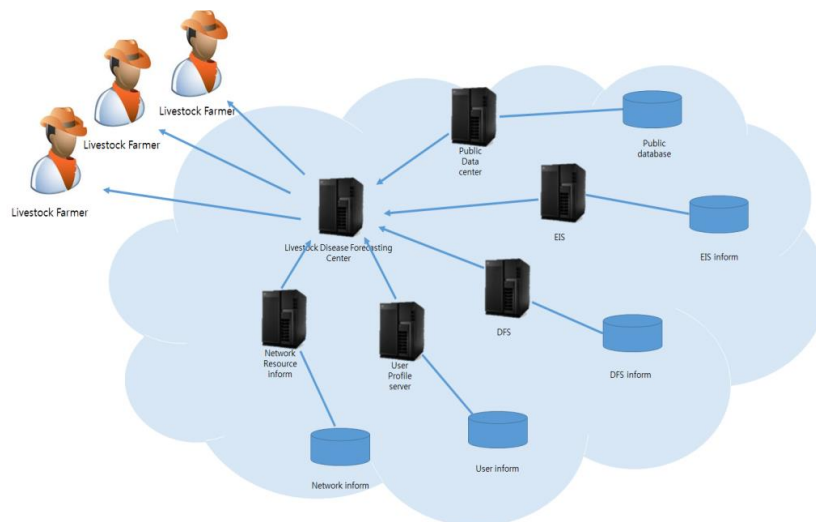 Livestock Farmer
Livestock Farmer
Livestock Farmer
Public
Data
center
Public
database
Livestock Disease Forecasting
Center
EIS
EIS inform
DFS
DFS inform
Network
Resource
inform
User
Profile
server
Network inform
User inform